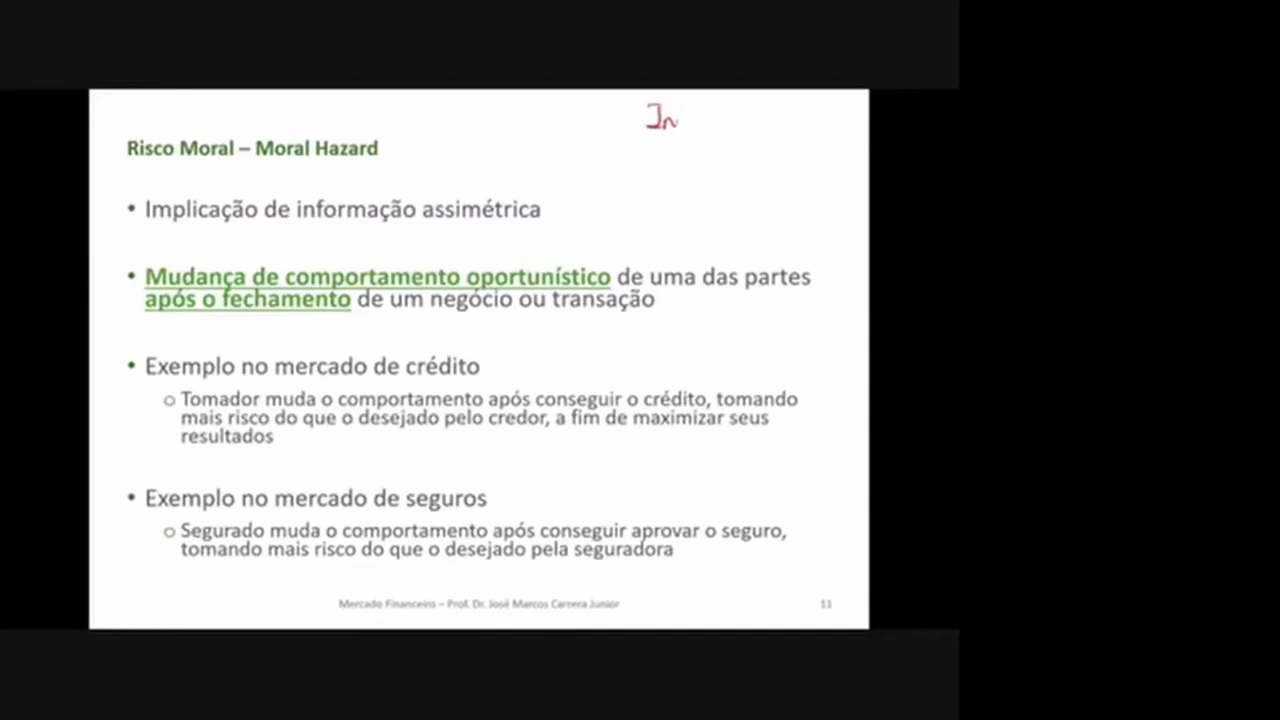 In
Risco Moral – Moral Hazard
• Implicação de informação assimétrica
• Mudança de comportamento oportunístico de uma das partes
após o fechamento de um negócio ou transação
• Exemplo no mercado de crédito
o Tomador muda o comportamento após conseguir o crédito, tomando
mais risco do que o desejado pelo credor, a fim de maximizar seus
resultados
• Exemplo no mercado de seguros
o Segurado muda o comportamento após conseguir aprovar o seguro,
tomando mais risco do que o desejado pela seguradora
Mercado Financeiro – Prof. Dr. José Marcos Carrera Junior 11